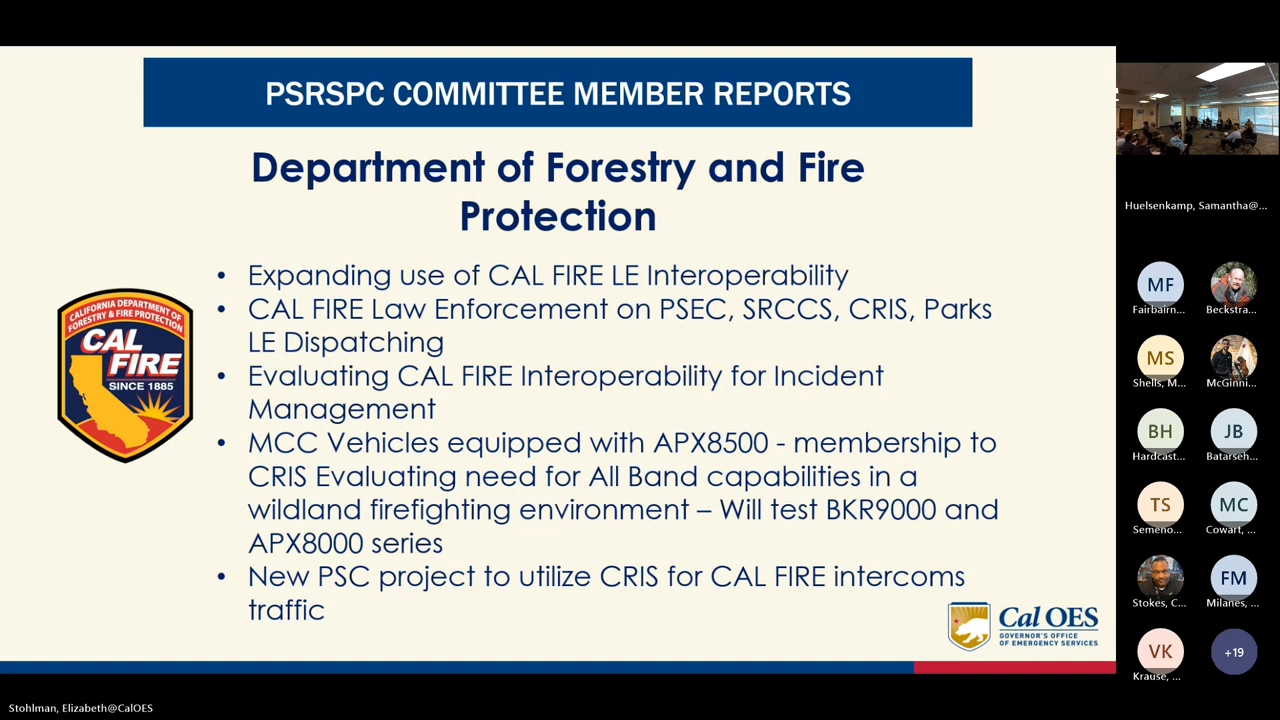 PSRSPC COMMITTEE MEMBER REPORTS
Department of Forestry and Fire
Protection
• Expanding use of CAL FIRE LE Interoperability
• CAL FIRE Law Enforcement on PSEC, SRCCS, CRIS, Parks
LE Dispatching
• Evaluating CAL FIRE Interoperability for Incident
Management
• MCC Vehicles equipped with APX8500 - membership to
CRIS Evaluating need for All Band capabilities in a
wildland firefighting environment – Will test BKR9000 and
APX8000 series
• New PSC project to utilize CRIS for CAL FIRE intercoms
traffic
CALIFORNIA DEPARTMENT OF
FORESTRY & FIRE PROTECTION
CAL
FIRE
SINCE 1885
Cal OES
GOVERNOR'S OFFICE
OF EMERGENCY SERVICES
Huelsenkamp, Samantha@...
MF
Fairbairn...
Beckstra...
MS
Shells, M...
McGinni...
BH
Hardcast...
JB
Batarseh...
TS
Semeno...
MC
Cowart, ...
Stokes, C...
FM
Milanes, ...
VK
Krause, ...
+19
Stohlman, Elizabeth@CalOES